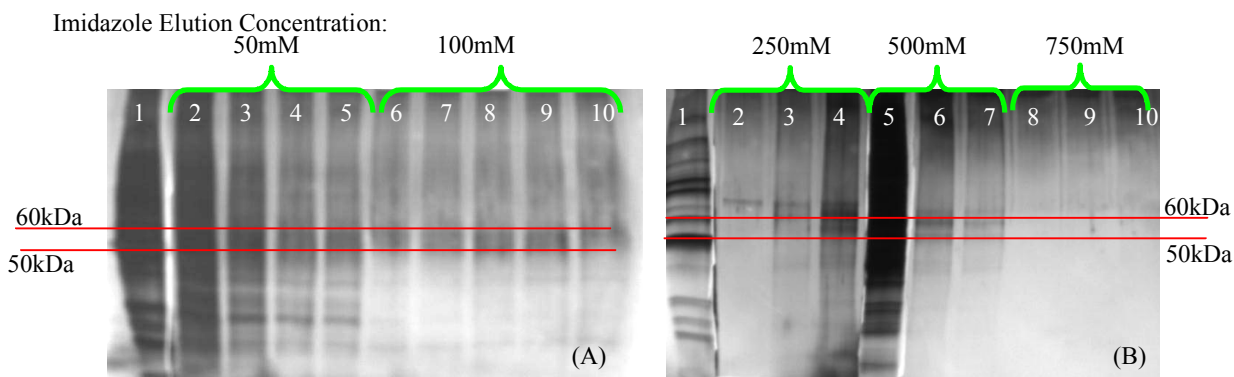 Imidazole Elution Concentration:
50mM 100mM 250mM 500mM 750mM
1 2 3 4 5 6 7 8 9 10 1 2 3 4 5 6 7 8 9 10
60kDa 60kDa
50kDa 50kDa
(A) (B)